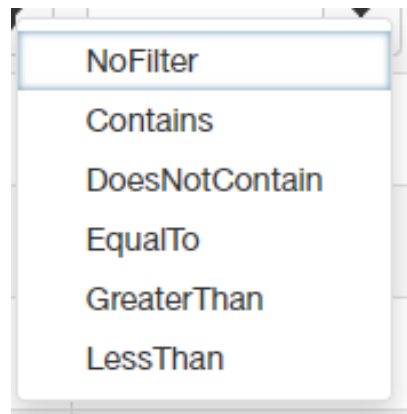 NoFilter
Contains
DoesNotContain
EqualTo
GreaterThan
LessThan